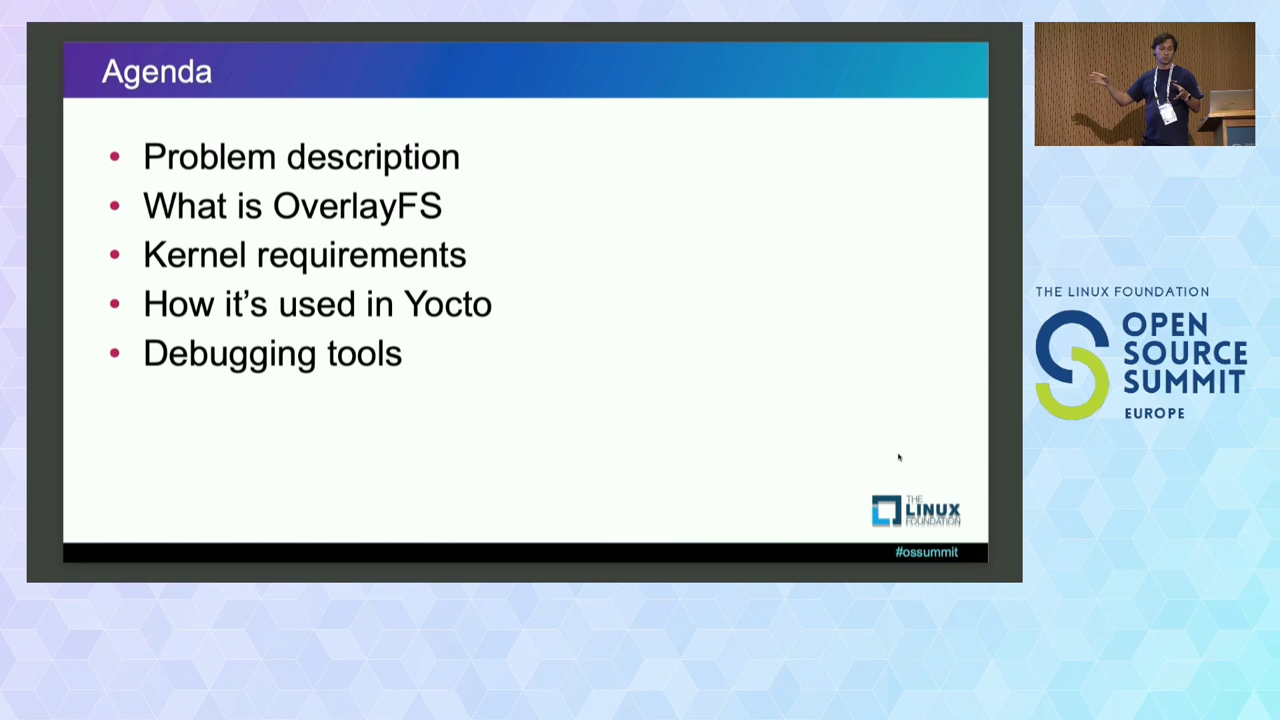 Agenda
• Problem description
• What is OverlayFS
• Kernel requirements
• How it’s used in Yocto
• Debugging tools
THE
LINUX
FOUNDATION
#ossummit
THE LINUX FOUNDATION
OPEN
SOURCE
SUMMIT
EUROPE